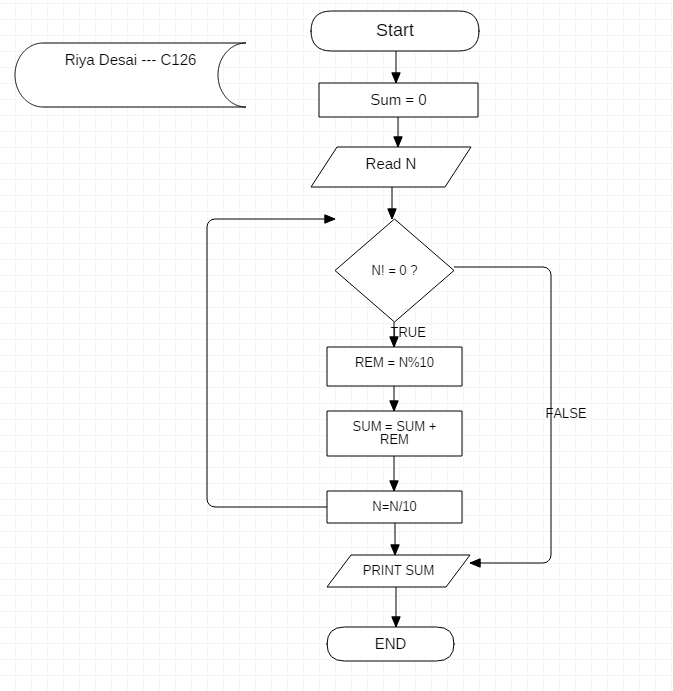 Start
Riya Desai --- C126
Sum = 0
Read N
N! = 0 ?
TRUE
REM = N%10
FALSE
SUM = SUM +
REM
N=N/10
PRINT SUM
END